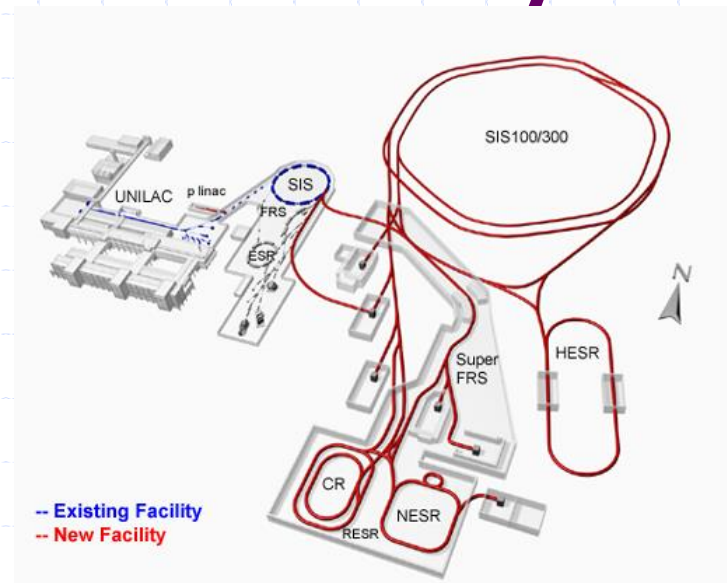 SIS100/300
UNILAC
p linac
SIS
FRS
ESR
N
HESR
Super
FRS
CR
NESR
RESR
-- Existing Facility
-- New Facility